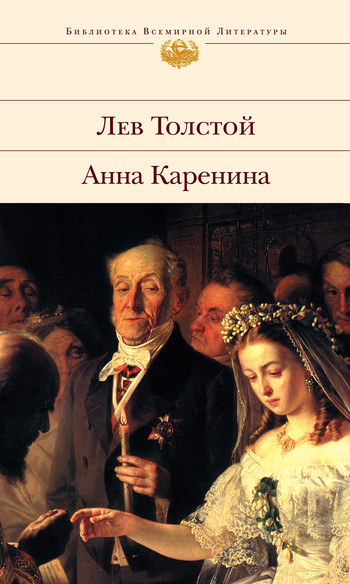 Библиотека Всемирной Литературы
Лев Толстой
Анна Каренина